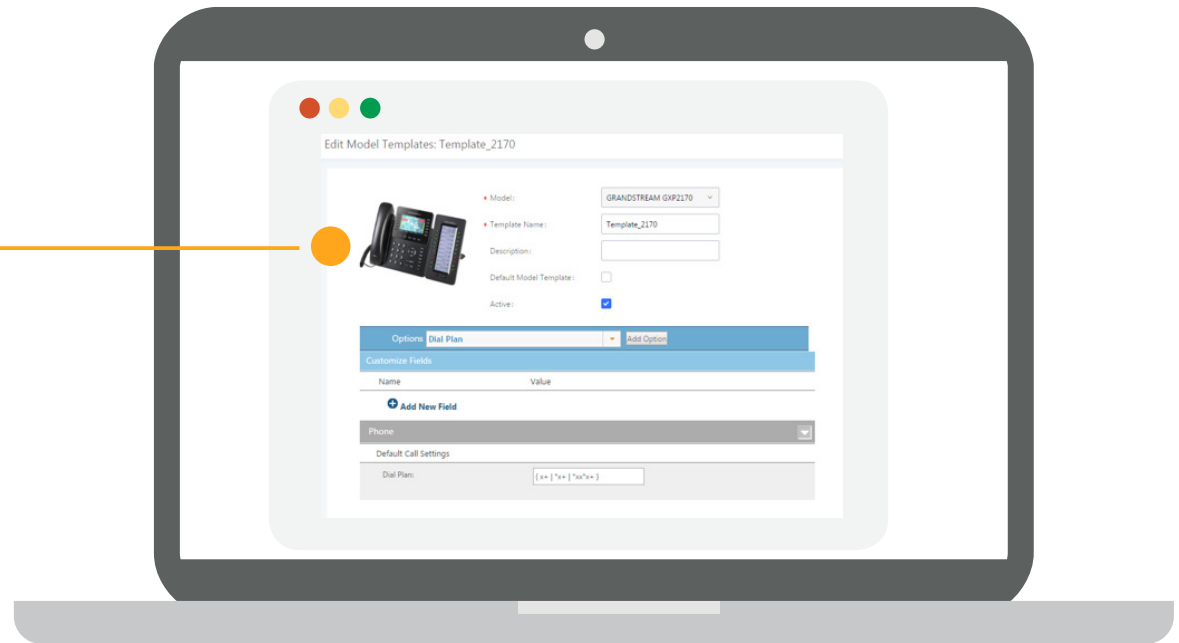 Edit Model Templates: Template_2170
* Model: GRANDSTREAM GXP2170
* Template Name: Template_2170
Description:
Default Model Template:
Active:
Options Dial Plan Add Option
Customize Fields
Name Value
Add New Field
Phone
Default Call Settings
Dial Plan: { x+ | *x+ | *xx*x+ }